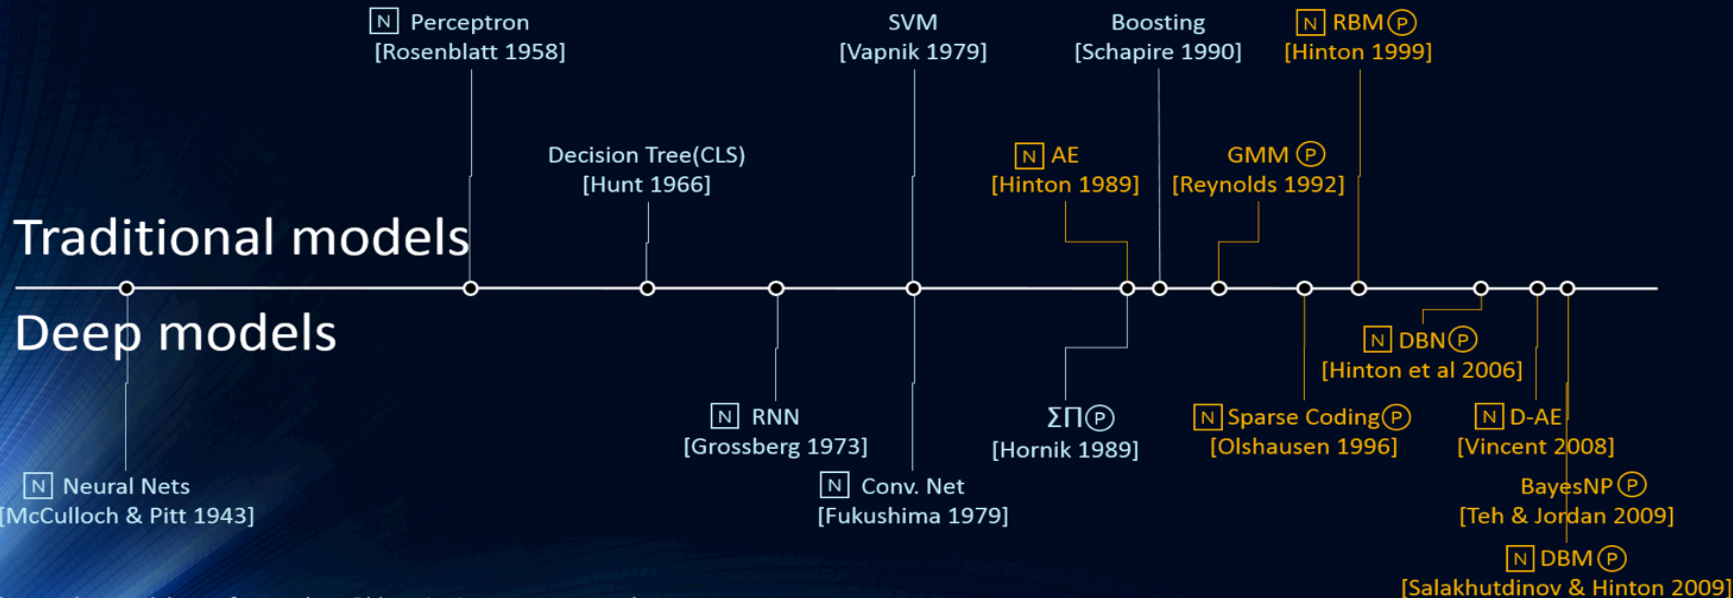 N Perceptron
[Rosenblatt 1958]
SVM
[Vapnik 1979]
Boosting
[Schapire 1990]
N RBM P
[Hinton 1999]
Decision Tree(CLS)
[Hunt 1966]
N AE
[Hinton 1989]
GMM P
[Reynolds 1992]
Traditional models
Deep models
N DBN P
[Hinton et al 2006]
N RNN
[Grossberg 1973]
ΣΠ P
[Hornik 1989]
N Sparse Coding P
[Olshausen 1996]
N D-AE
[Vincent 2008]
N Neural Nets
[McCulloch & Pitt 1943]
N Conv. Net
[Fukushima 1979]
BayesNP P
[Teh & Jordan 2009]
N DBM P
[Salakhutdinov & Hinton 2009]